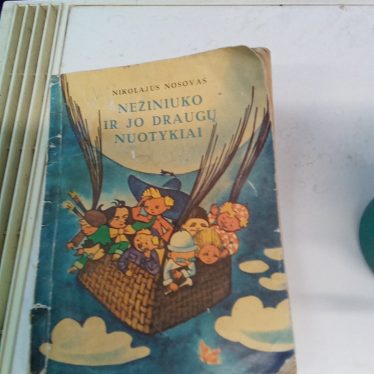 NIKOLAJUS NOSOVAS
NEŽINIUKO
IR JO DRAUGŲ
NUOTYKIAI